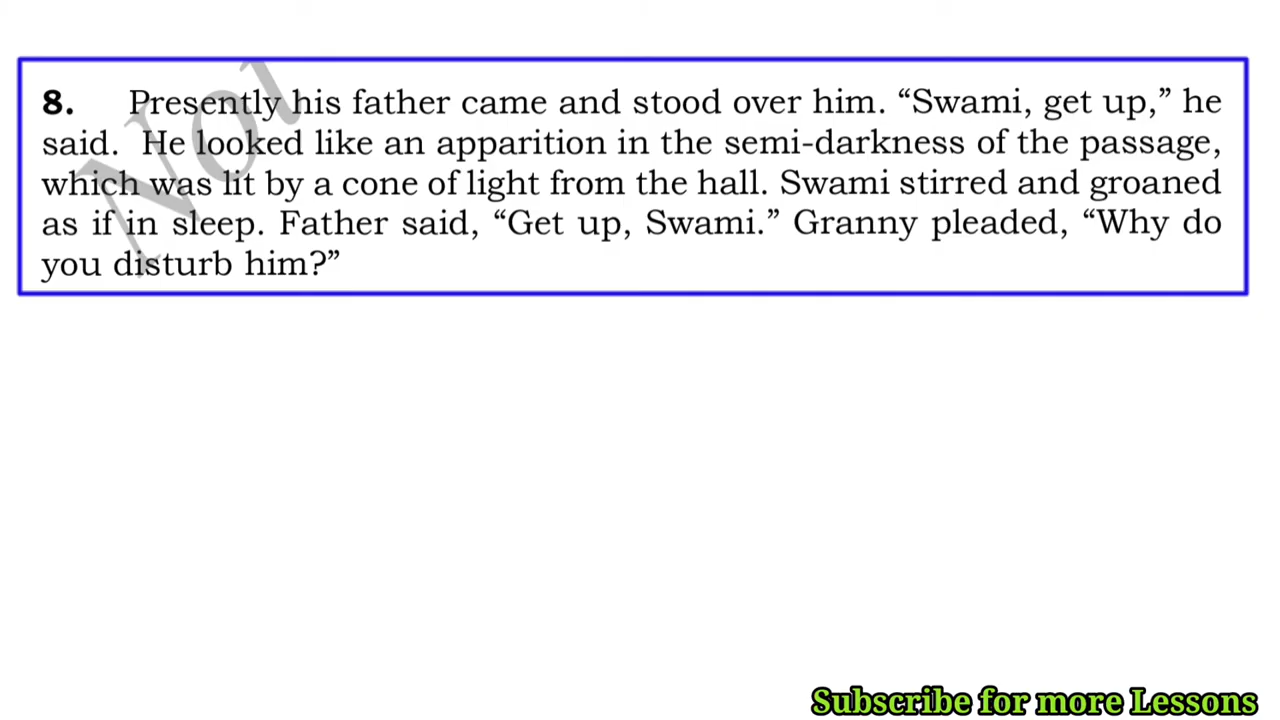 8. Presently his father came and stood over him. “Swami, get up,” he
said. He looked like an apparition in the semi-darkness of the passage,
which was lit by a cone of light from the hall. Swami stirred and groaned
as if in sleep. Father said, “Get up, Swami.” Granny pleaded, “Why do
you disturb him?”
Not
Subscribe for more Lessons